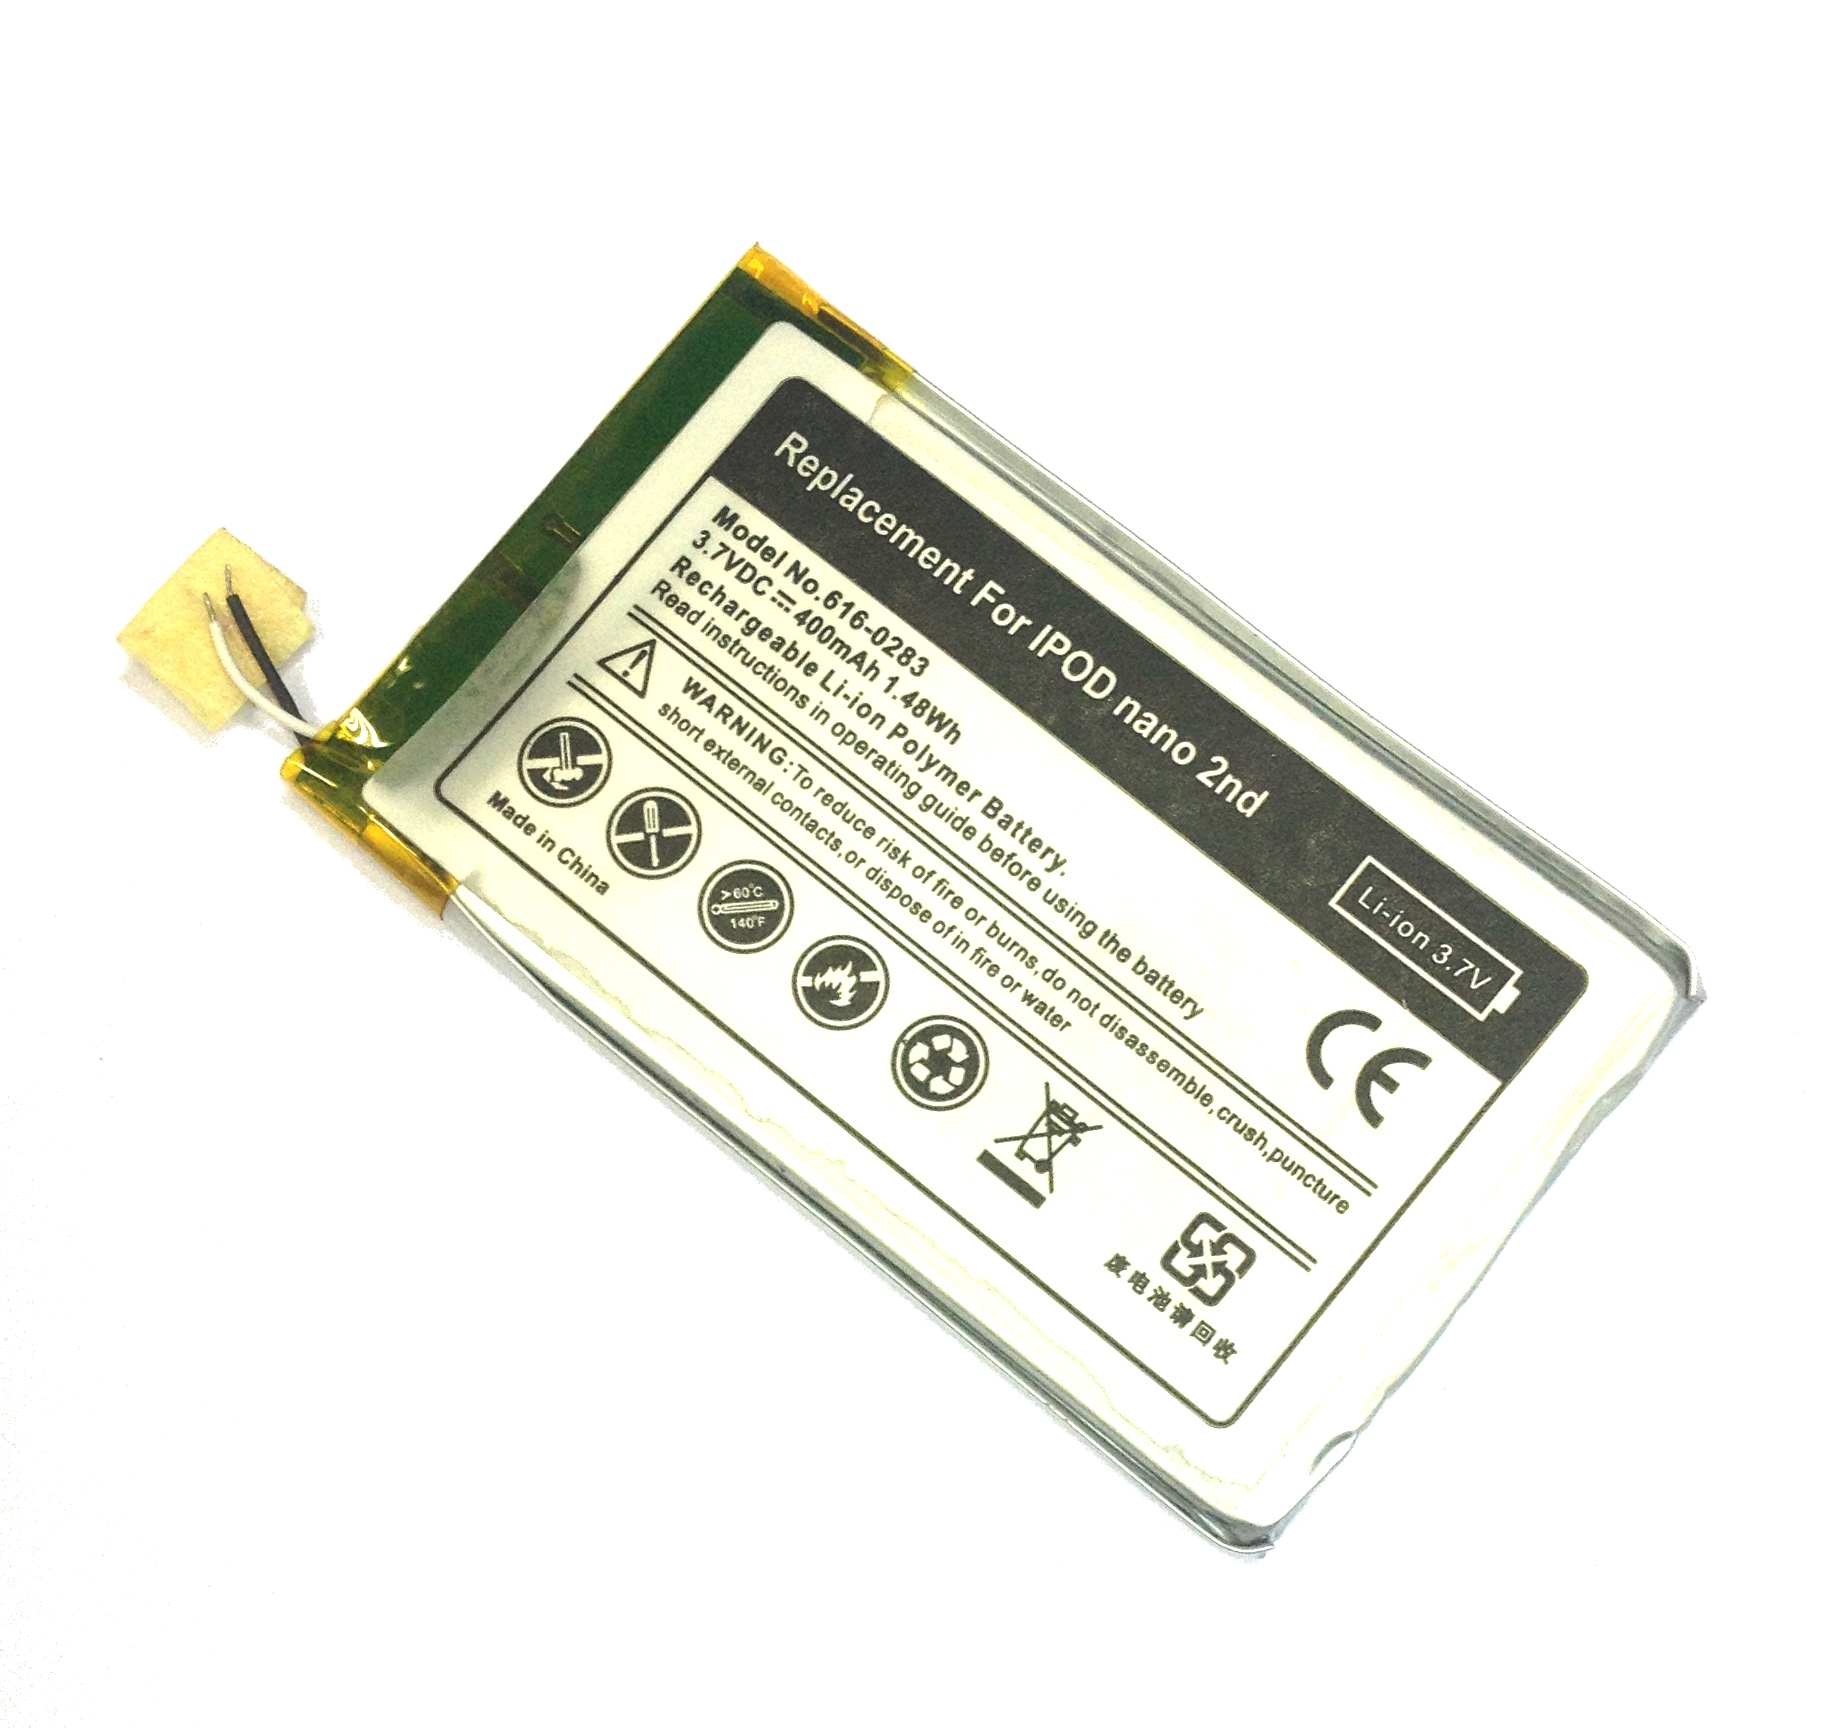 Replacement For IPOD nano 2nd
Li-ion 3.7V
Model No.616-0283
3.7VDC⎓400mAh 1.48Wh
Rechargeable Li-ion Polymer Battery.
Read instructions in operating guide before using the battery
CE
WARNING:To reduce risk of fire or burns,do not disassemble,crush,puncture
short external contacts,or dispose of in fire or water
>60°C
140°F
Made in China
废电池请回收